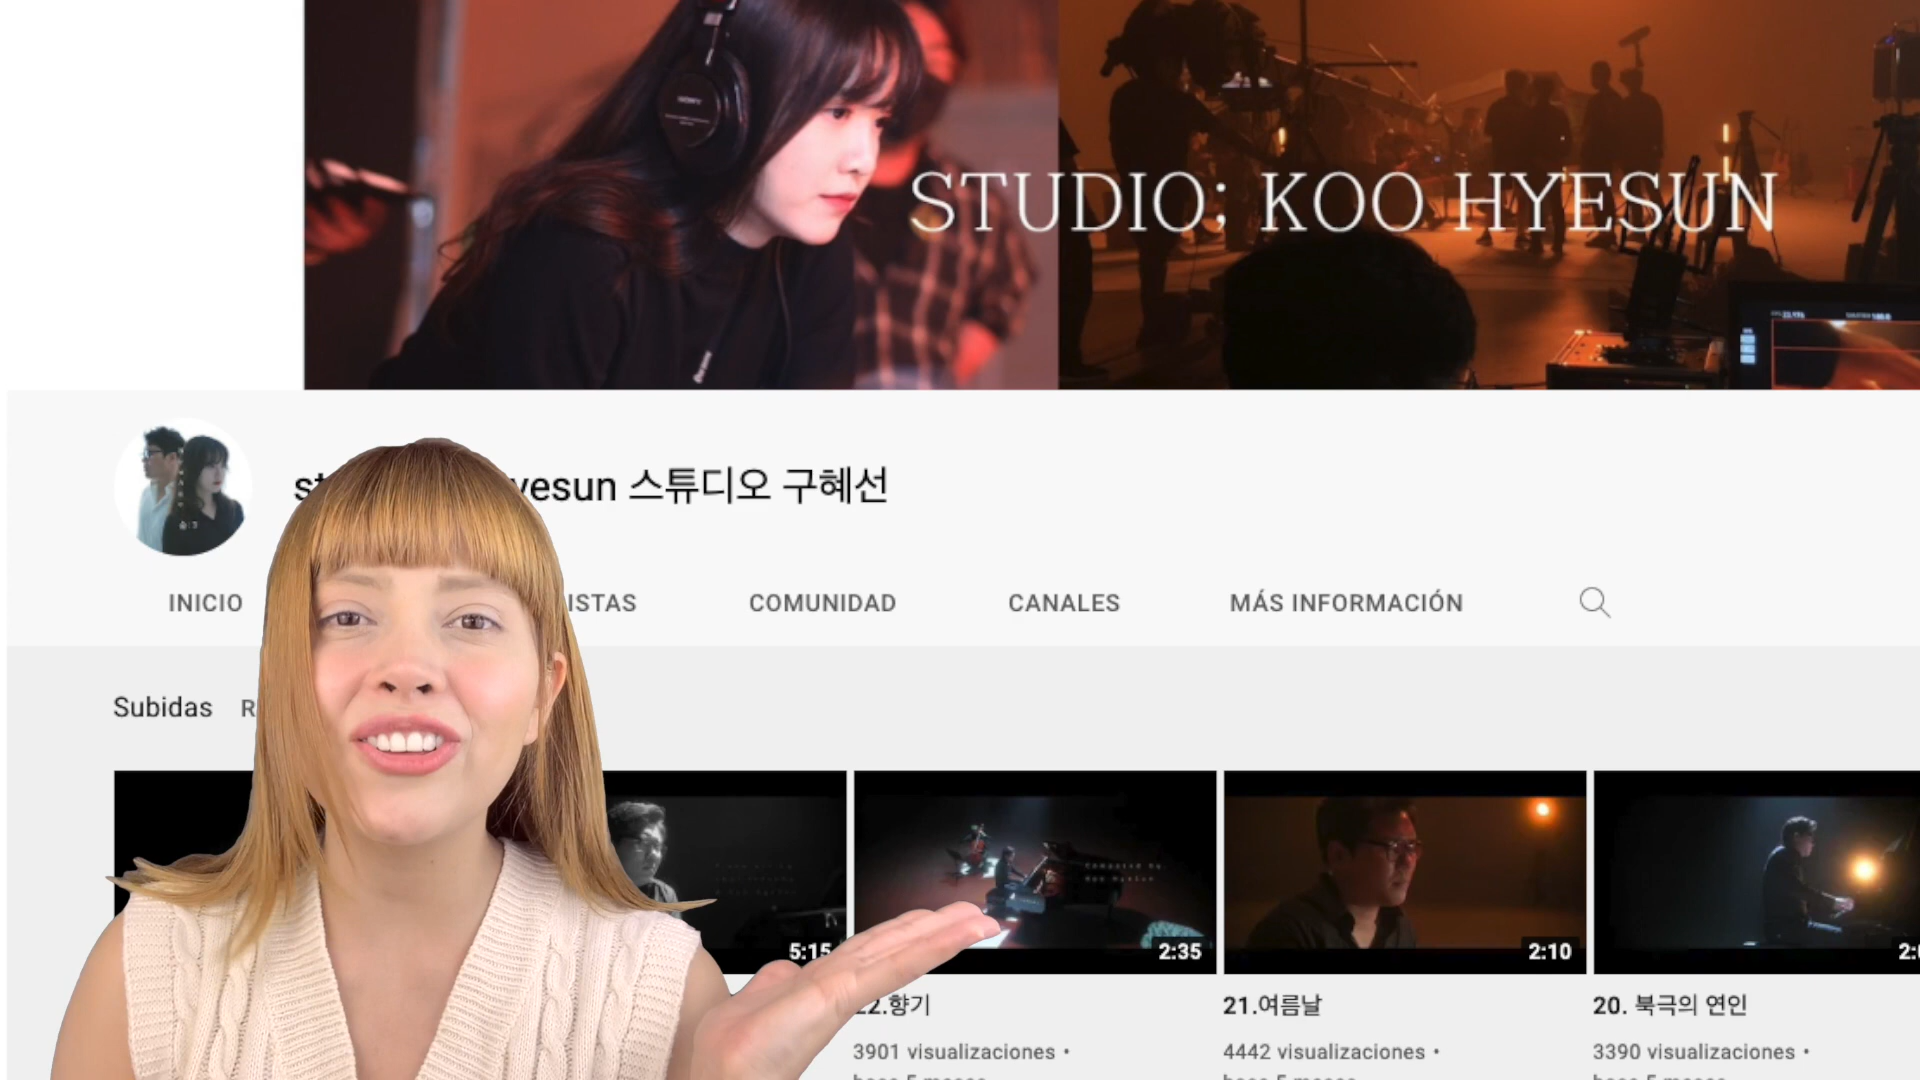 SONY
STUDIO; KOO HYESUN
yesun 스튜디오 구혜선
INICIO
ISTAS
COMUNIDAD
CANALES
MÁS INFORMACIÓN
Subidas
5:15
2:35
2:10
22.향기
21.여름날
20. 북극의 연인
3901 visualizaciones •
4442 visualizaciones •
3390 visualizaciones •